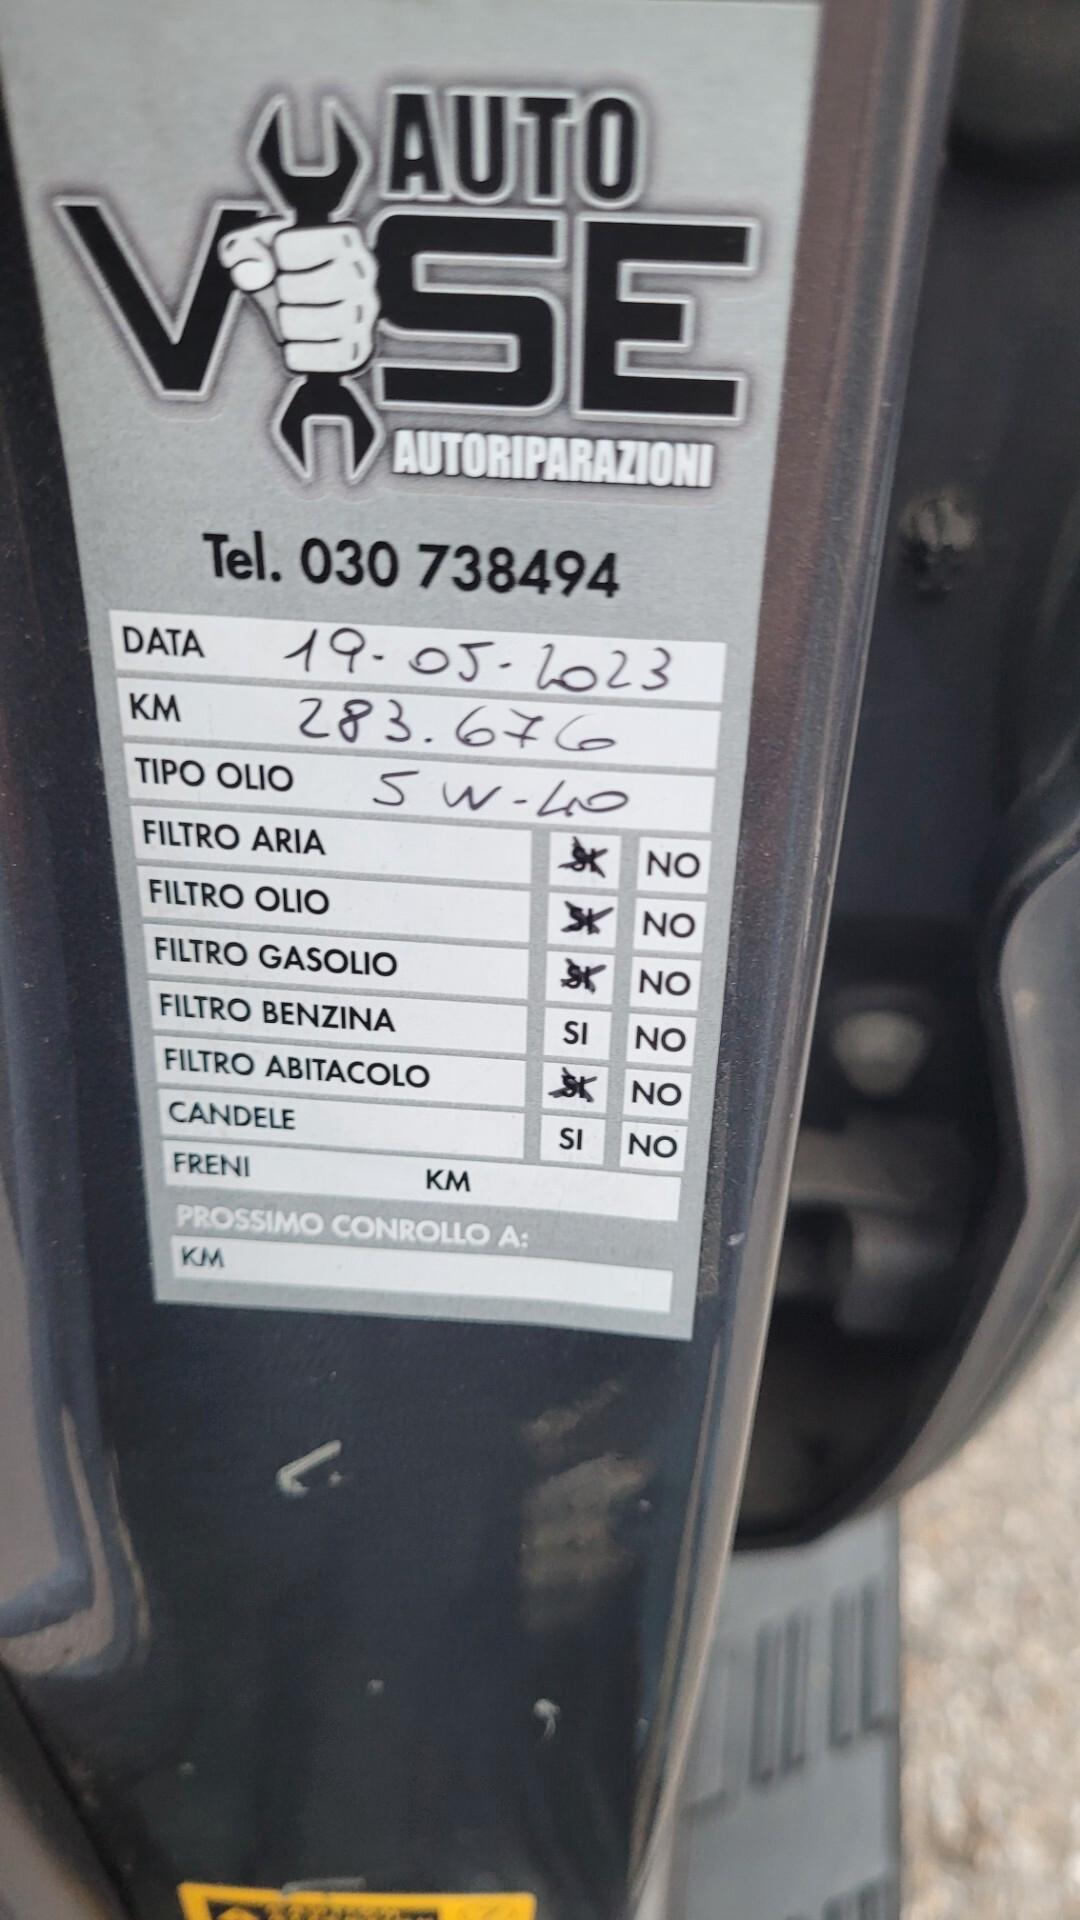 AUTO
VISE
AUTORIPARAZIONI
Tel. 030 738494
DATA 19-05-2023
KM 283.676
TIPO OLIO 5W-40
FILTRO ARIA SI NO
FILTRO OLIO SI NO
FILTRO GASOLIO SI NO
FILTRO BENZINA SI NO
FILTRO ABITACOLO SI NO
CANDELE SI NO
FRENI KM
PROSSIMO CONROLLO A:
KM